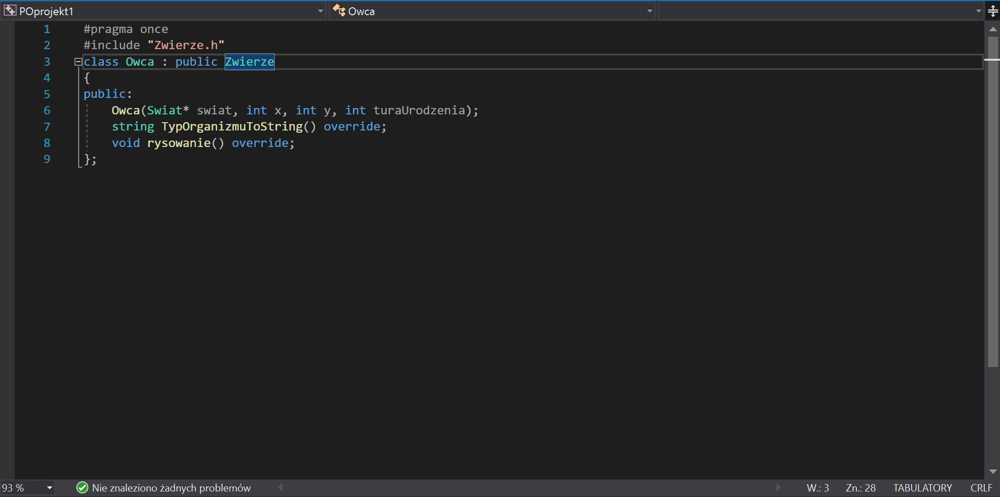 POprojekt1 Owca
1 #pragma once
2 #include "Zwierze.h"
3 class Owca : public Zwierze
4 {
5 public:
6 Owca(Swiat* swiat, int x, int y, int turaUrodzenia);
7 string TypOrganizmuToString() override;
8 void rysowanie() override;
9 };
93 % Nie znaleziono żadnych problemów W.: 3 Zn.: 28 TABULATORY CRLF